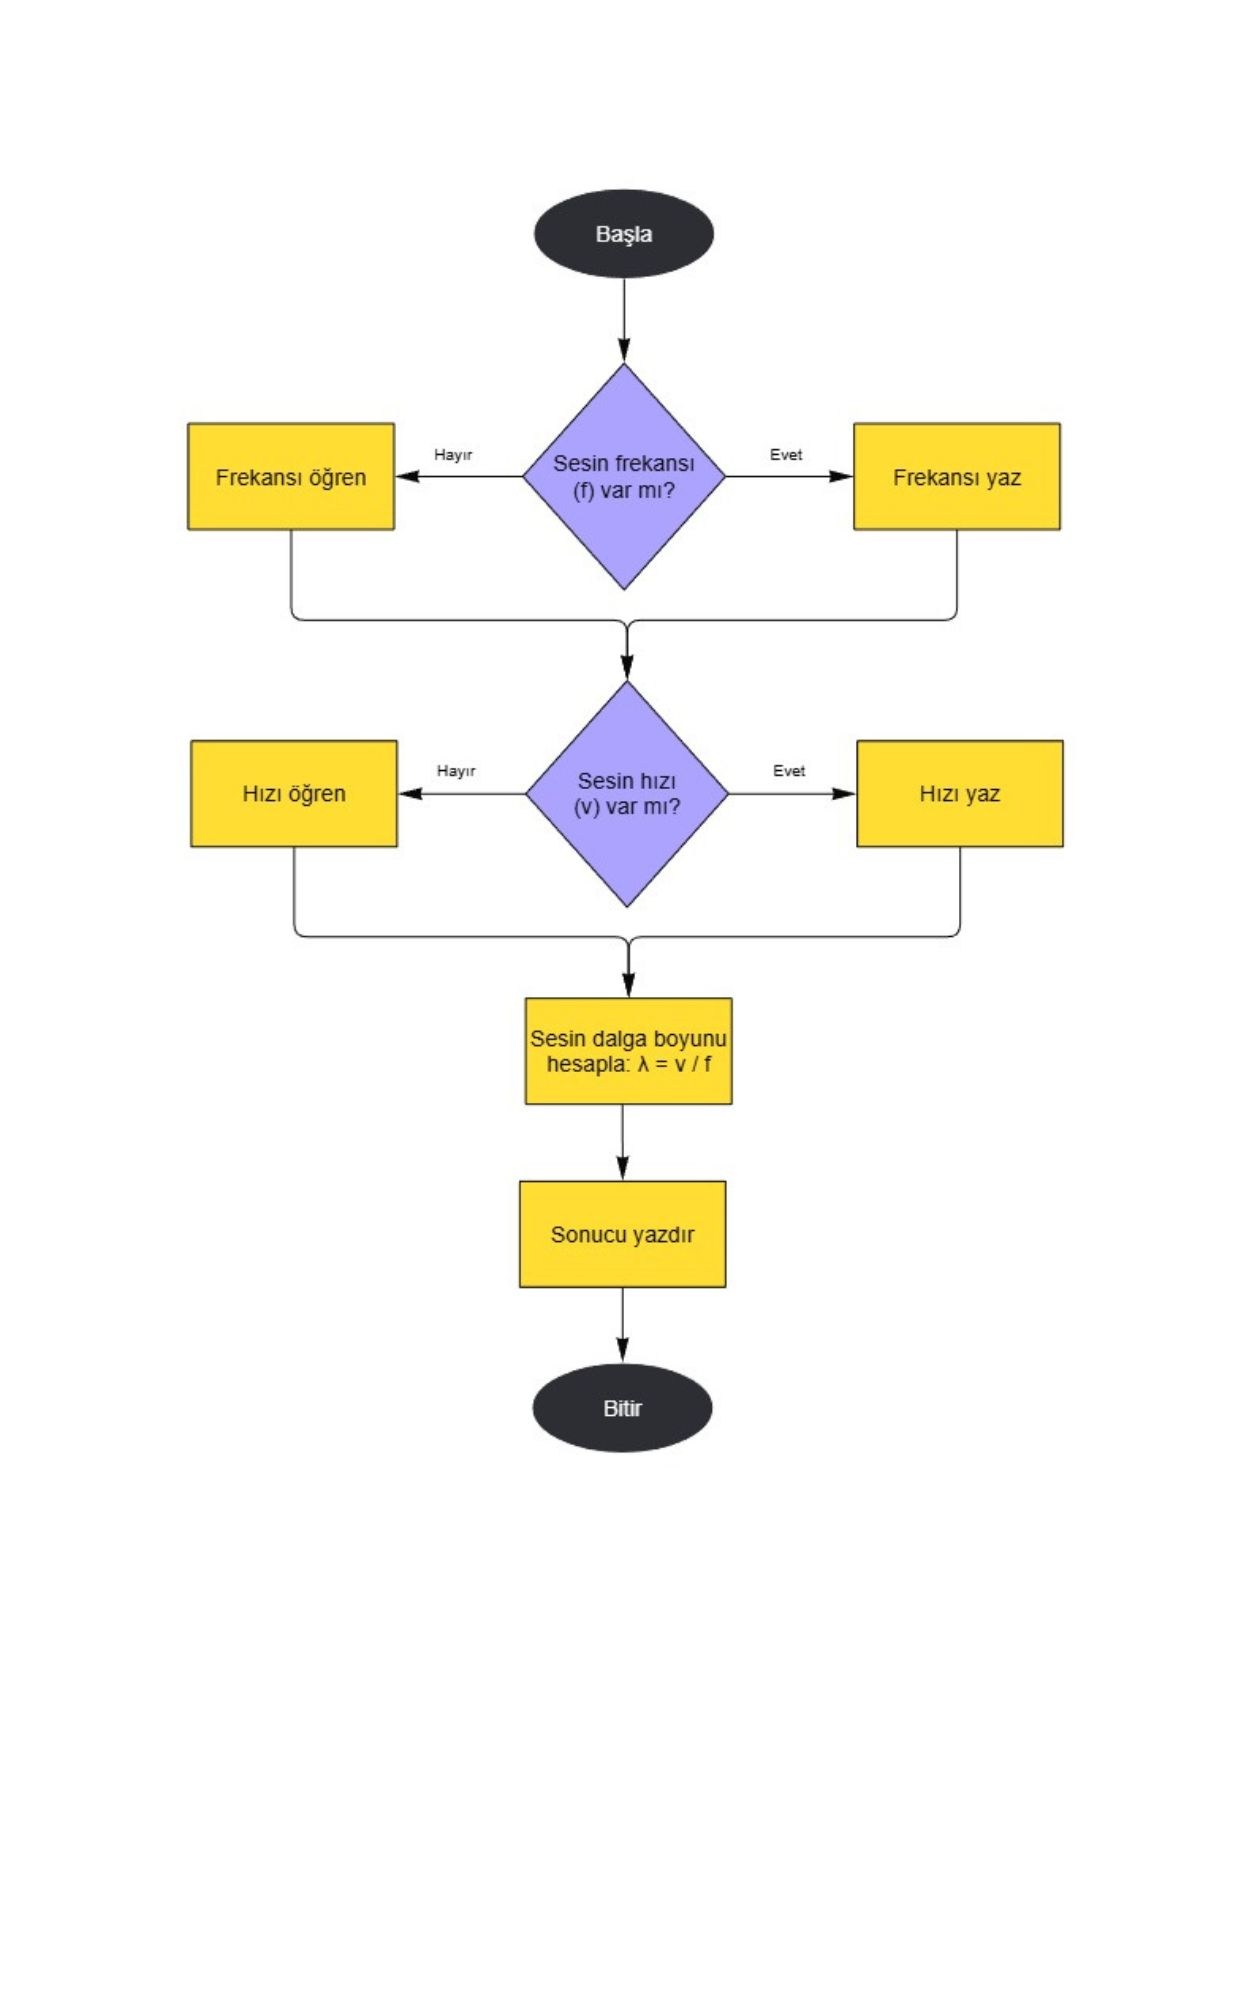 Başla
Sesin frekansı
(f) var mı?
Hayır
Evet
Frekansı öğren
Frekansı yaz
Sesin hızı
(v) var mı?
Hayır
Evet
Hızı öğren
Hızı yaz
Sesin dalga boyunu
hesapla: λ = v / f
Sonucu yazdır
Bitir